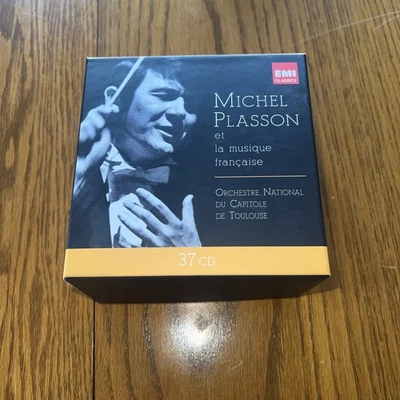 EMI
CLASSICS
MICHEL
PLASSON
et
la musique
française
ORCHESTRE NATIONAL
DU CAPITOLE
DE TOULOUSE
37 CD